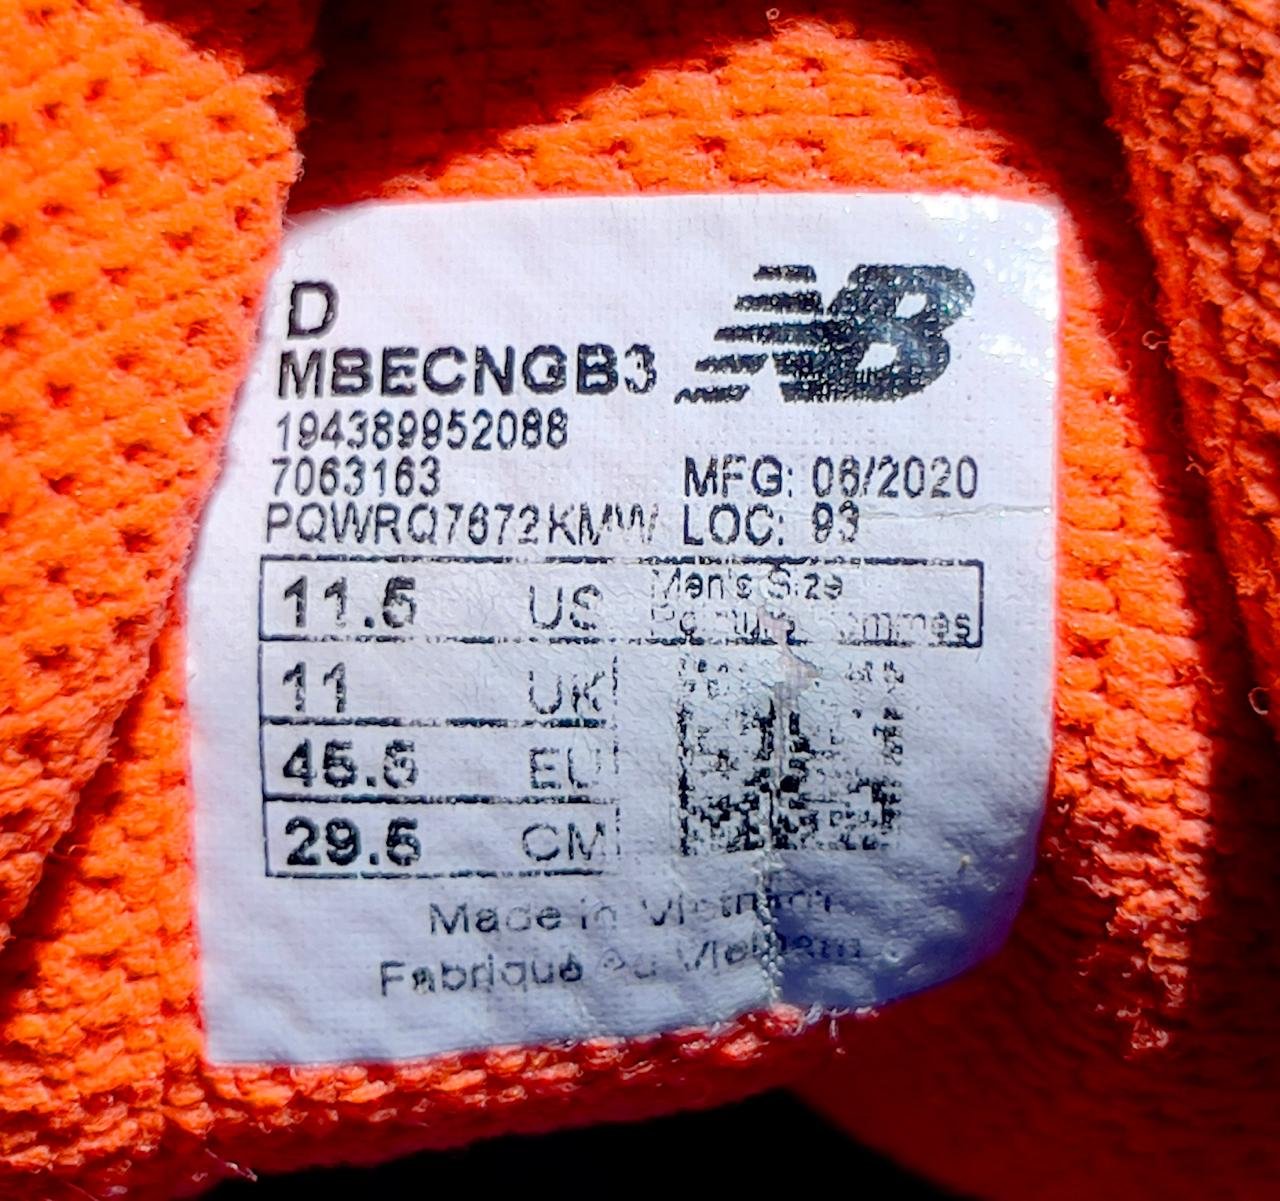 D
NB
MBECNGB3
194389952088
7063163
MFG: 06/2020
PQWRQ7672KMW
LOC: 93
11.5 US Men's Size
11 UK
45.5 EU
29.5 CM
Made in Vietnam
Fabriqué au Vietnam